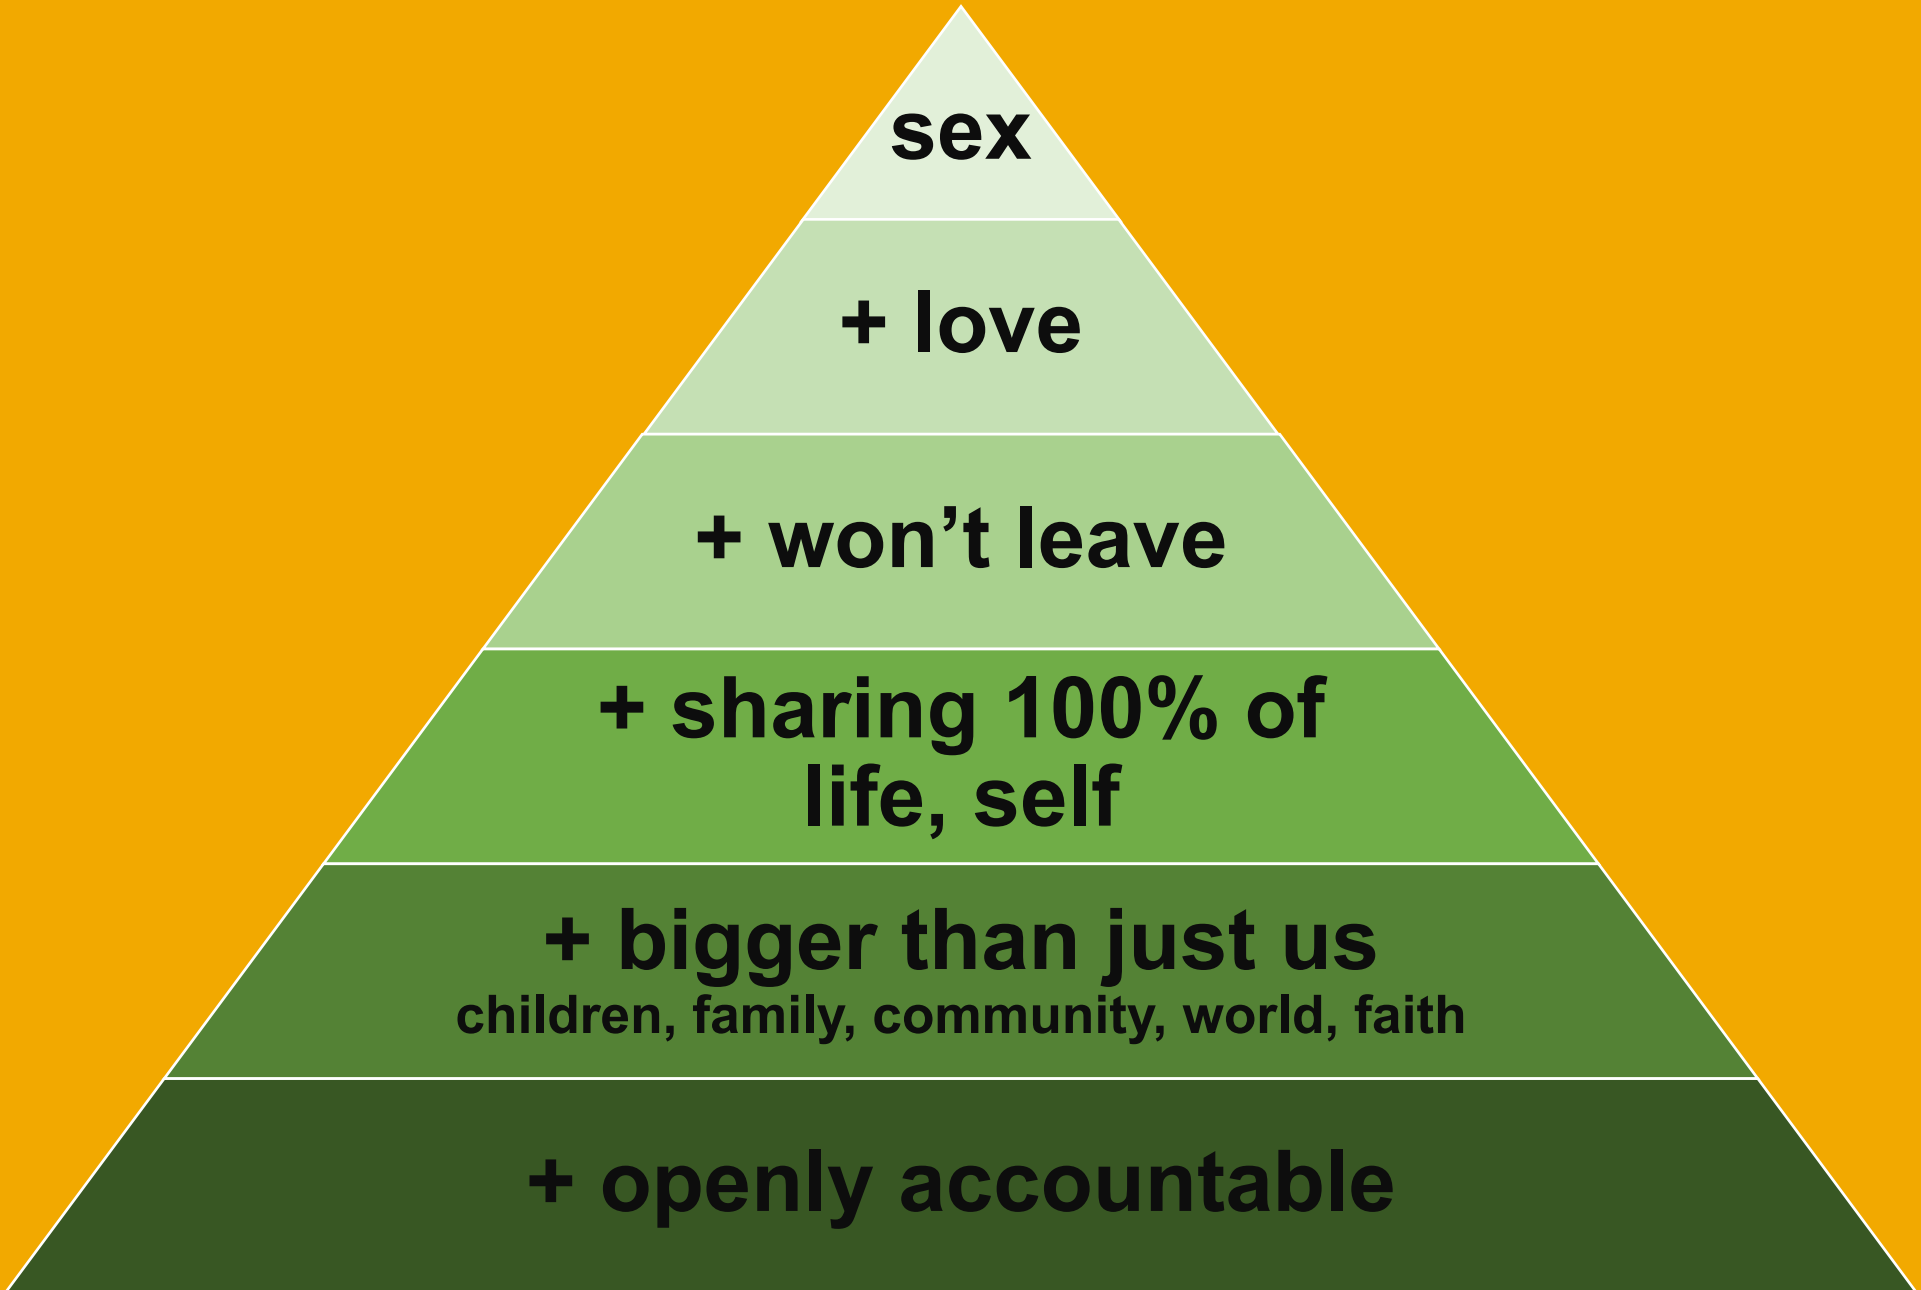 sex
+ love
+ won’t leave
+ sharing 100% of
life, self
+ bigger than just us
children, family, community, world, faith
+ openly accountable